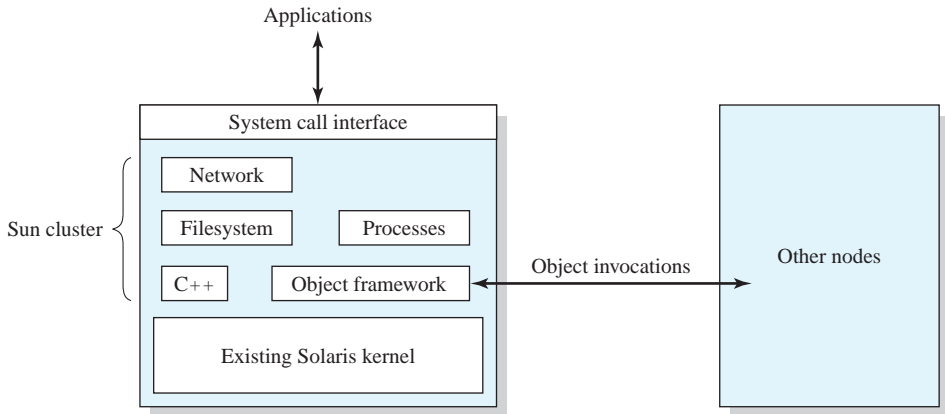 Applications
System call interface
Network
Sun cluster
Filesystem
Processes
Other nodes
Object invocations
C++
Object framework
Existing Solaris kernel